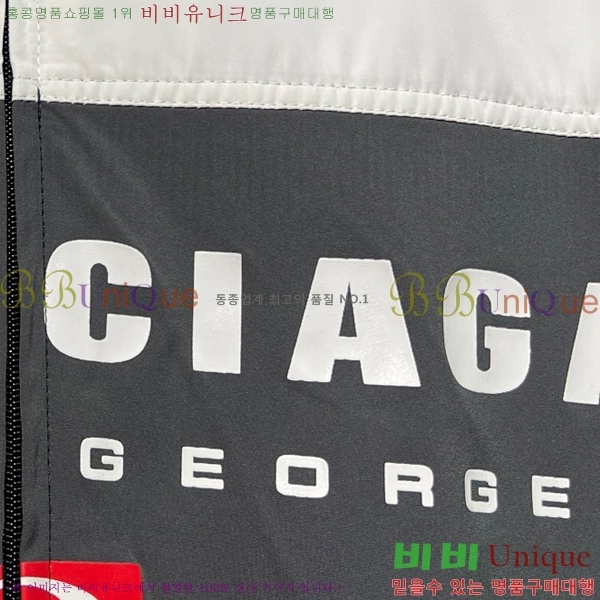 홍콩명품쇼핑몰 1위 비비유니크명품구매대행
CIAGA
BBUniQue 동종업계 최고의 품질 NO.1 BBUniQue
GEORGE
비비 Unique
믿을수 있는 명품구매대행